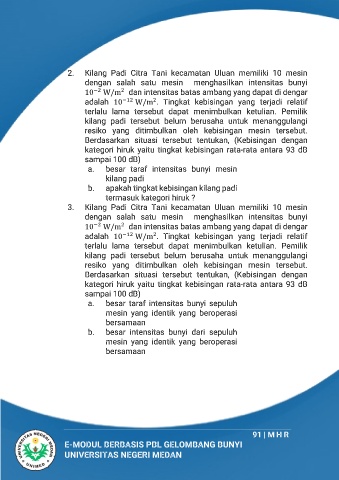 2. Kilang Padi Citra Tani kecamatan Uluan memiliki 10 mesin
dengan salah satu mesin menghasilkan intensitas bunyi
10⁻² W/m² dan intensitas batas ambang yang dapat di dengar
adalah 10⁻¹² W/m². Tingkat kebisingan yang terjadi relatif
terlalu lama tersebut dapat menimbulkan ketulian. Pemilik
kilang padi tersebut belum berusaha untuk menanggulangi
resiko yang ditimbulkan oleh kebisingan mesin tersebut.
Berdasarkan situasi tersebut tentukan, (Kebisingan dengan
kategori hiruk yaitu tingkat kebisingan rata-rata antara 93 dB
sampai 100 dB)
a. besar taraf intensitas bunyi mesin
kilang padi
b. apakah tingkat kebisingan kilang padi
termasuk kategori hiruk ?
3. Kilang Padi Citra Tani kecamatan Uluan memiliki 10 mesin
dengan salah satu mesin menghasilkan intensitas bunyi
10⁻² W/m² dan intensitas batas ambang yang dapat di dengar
adalah 10⁻¹² W/m². Tingkat kebisingan yang terjadi relatif
terlalu lama tersebut dapat menimbulkan ketulian. Pemilik
kilang padi tersebut belum berusaha untuk menanggulangi
resiko yang ditimbulkan oleh kebisingan mesin tersebut.
Berdasarkan situasi tersebut tentukan, (Kebisingan dengan
kategori hiruk yaitu tingkat kebisingan rata-rata antara 93 dB
sampai 100 dB)
a. besar taraf intensitas bunyi sepuluh
mesin yang identik yang beroperasi
bersamaan
b. besar intensitas bunyi dari sepuluh
mesin yang identik yang beroperasi
bersamaan
91 | M H R
E-MODUL BERBASIS PBL GELOMBANG BUNYI
UNIVERSITAS NEGERI MEDAN
UNIVERSITAS NEGERI MEDAN
UNIMED